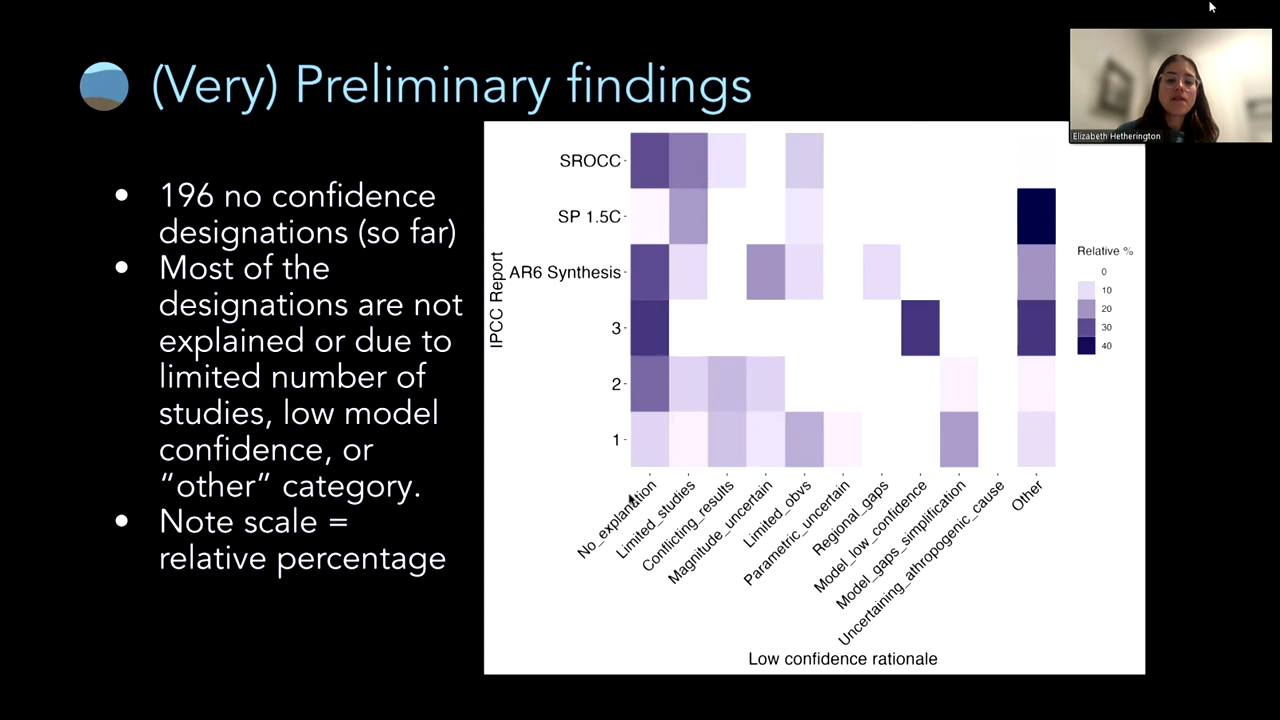 (Very) Preliminary findings
Elizabeth Hetherington
• 196 no confidence
designations (so far)
• Most of the
designations are not
explained or due to
limited number of
studies, low model
confidence, or
“other” category.
• Note scale =
relative percentage
IPCC Report
SROCC
SP 1.5C
AR6 Synthesis
3
2
1
No_explanation
Limited_studies
Conflicting_results
Magnitude_uncertain
Limited_obvs
Parametric_uncertain
Regional_gaps
Model_low_confidence
Model_gaps_simplification
Uncertaining_athropogenic_cause
Other
Low confidence rationale
Relative %
0
10
20
30
40